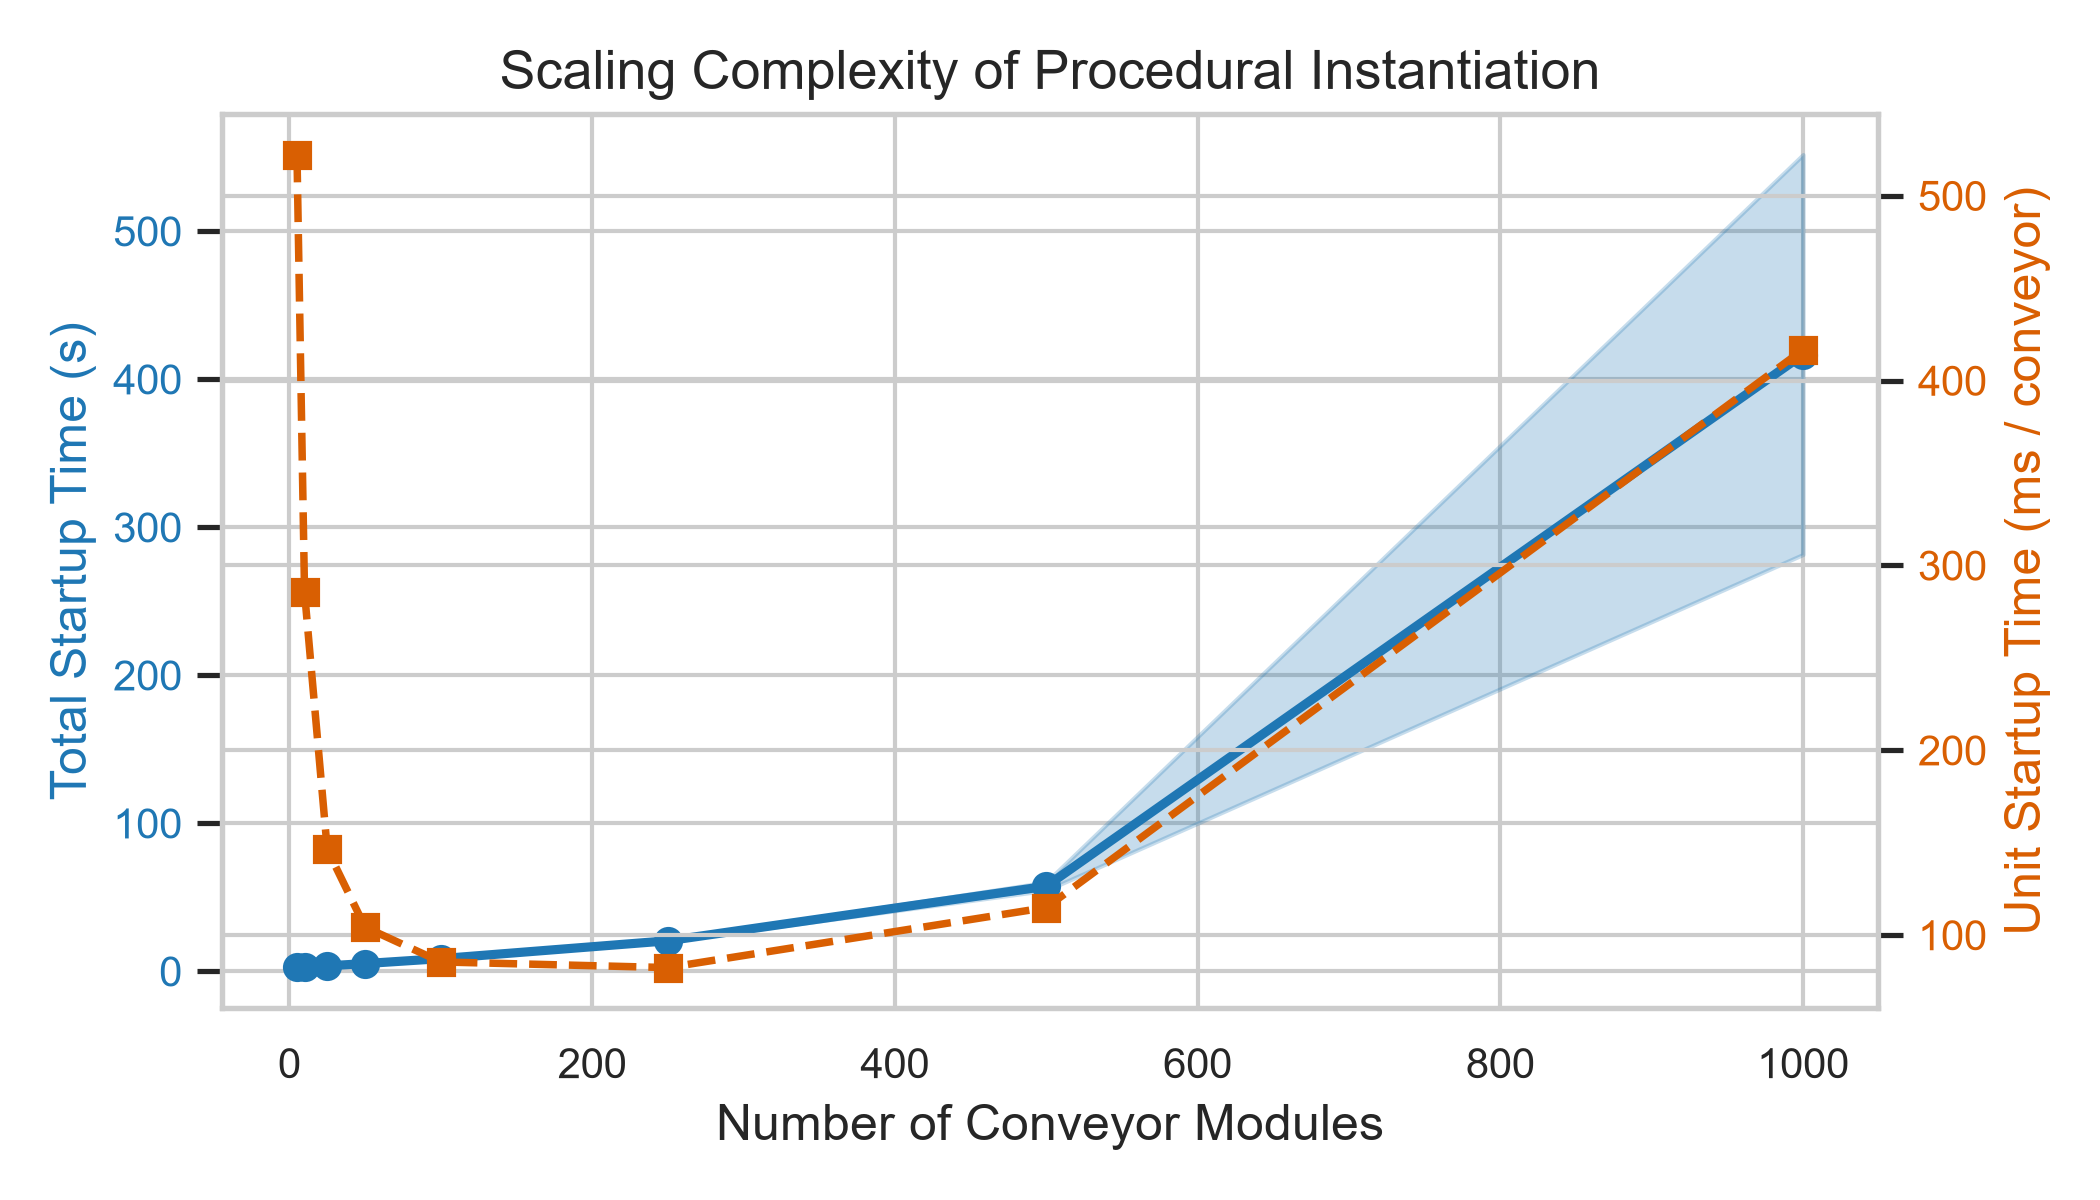 Scaling Complexity of Procedural Instantiation
Total Startup Time (s)
500
400
300
200
100
0
500
400
300
200
100
Unit Startup Time (ms / conveyor)
0 200 400 600 800 1000
Number of Conveyor Modules